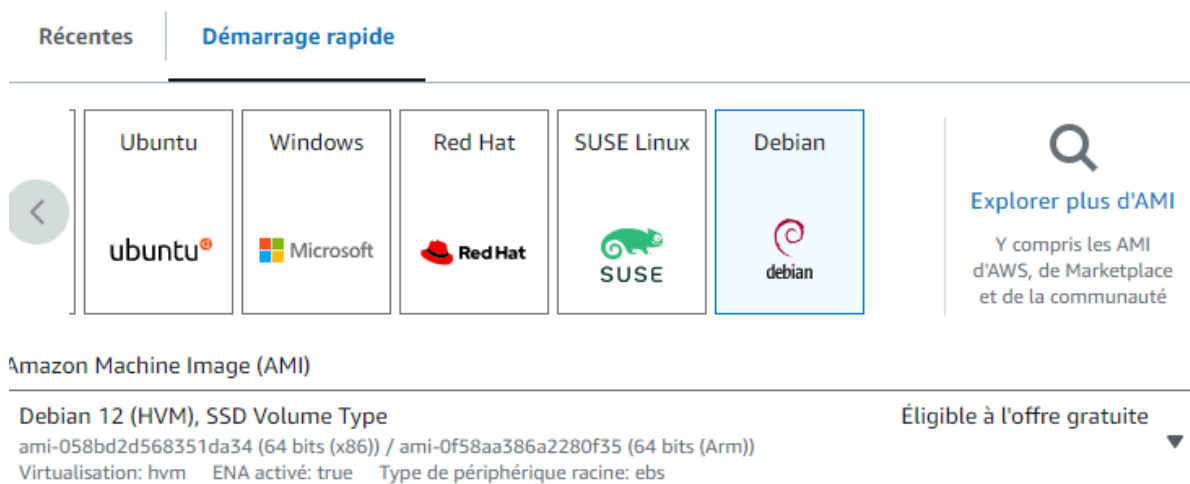 Récentes
Démarrage rapide
Ubuntu
Windows
Red Hat
SUSE Linux
Debian
ubuntu
Microsoft
Red Hat
SUSE
debian
Explorer plus d'AMI
Y compris les AMI
d'AWS, de Marketplace
et de la communauté
Amazon Machine Image (AMI)
Debian 12 (HVM), SSD Volume Type
Éligible à l'offre gratuite
ami-058bd2d568351da34 (64 bits (x86)) / ami-0f58aa386a2280f35 (64 bits (Arm))
Virtualisation: hvm ENA activé: true Type de périphérique racine: ebs